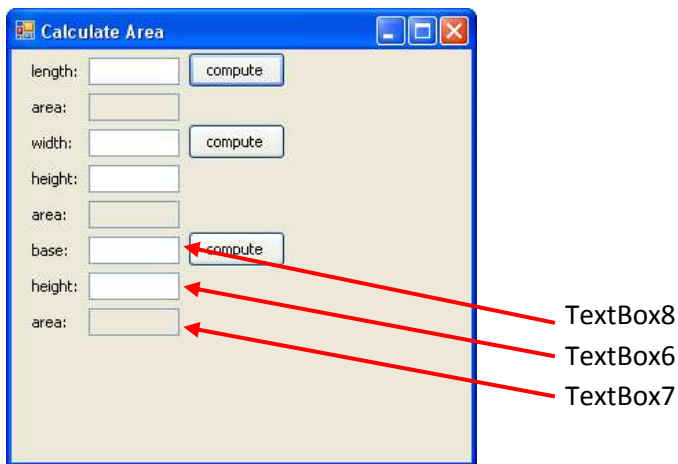 Calculate Area
length: compute
area:
width: compute
height:
area:
base: compute
height:
area:
TextBox8
TextBox6
TextBox7